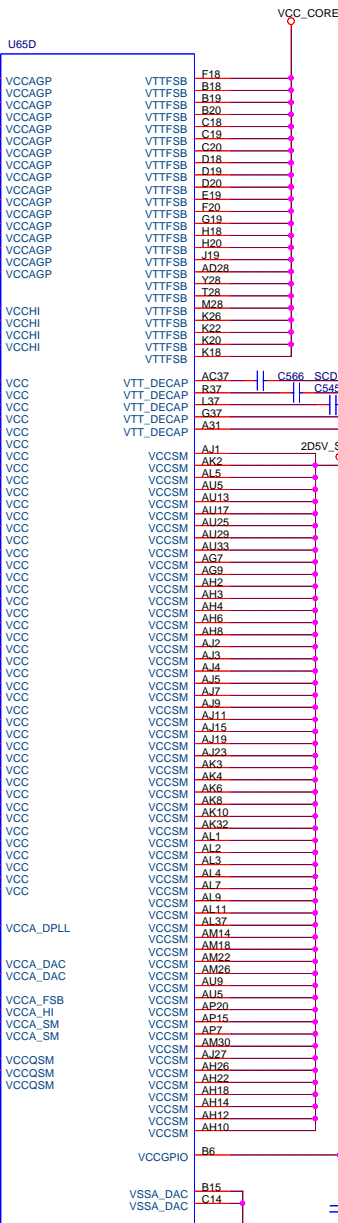 VCC_CORE
U65D
VCCAGP VTTFSB F18
VCCAGP VTTFSB B18
VCCAGP VTTFSB B19
VCCAGP VTTFSB B20
VCCAGP VTTFSB C18
VCCAGP VTTFSB C19
VCCAGP VTTFSB C20
VCCAGP VTTFSB D18
VCCAGP VTTFSB D19
VCCAGP VTTFSB D20
VCCAGP VTTFSB E19
VCCAGP VTTFSB F20
VCCAGP VTTFSB G19
VCCAGP VTTFSB H18
VCCAGP VTTFSB H20
VCCAGP VTTFSB J19
VCCAGP VTTFSB AD28
VTTFSB Y28
VTTFSB T28
VCCHI VTTFSB M28
VCCHI VTTFSB K26
VCCHI VTTFSB K22
VCCHI VTTFSB K20
VTTFSB K18
VCC VTT_DECAP AC37 C566 SCD
VCC VTT_DECAP R37 C545
VCC VTT_DECAP L37
VCC VTT_DECAP G37
VCC VTT_DECAP A31
VCC
VCC VCCSM AJ1 2D5V_S
VCC VCCSM AK2
VCC VCCSM AL5
VCC VCCSM AU5
VCC VCCSM AU13
VCC VCCSM AU17
VCC VCCSM AU25
VCC VCCSM AU29
VCC VCCSM AU33
VCC VCCSM AG7
VCC VCCSM AG9
VCC VCCSM AH2
VCC VCCSM AH3
VCC VCCSM AH4
VCC VCCSM AH6
VCC VCCSM AH8
VCC VCCSM AJ2
VCC VCCSM AJ3
VCC VCCSM AJ4
VCC VCCSM AJ5
VCC VCCSM AJ7
VCC VCCSM AJ9
VCC VCCSM AJ11
VCC VCCSM AJ15
VCC VCCSM AJ19
VCC VCCSM AJ23
VCC VCCSM AK3
VCC VCCSM AK4
VCC VCCSM AK6
VCC VCCSM AK8
VCC VCCSM AK10
VCC VCCSM AK32
VCC VCCSM AL1
VCC VCCSM AL2
VCC VCCSM AL3
VCC VCCSM AL4
VCC VCCSM AL7
VCCSM AL9
VCCSM AL11
VCCA_DPLL VCCSM AL37
VCCSM AM14
VCCSM AM18
VCCA_DAC VCCSM AM22
VCCA_DAC VCCSM AM26
VCCSM AU9
VCCA_FSB VCCSM AU5
VCCA_HI VCCSM AP20
VCCA_SM VCCSM AP15
VCCA_SM VCCSM AP7
VCCSM AM30
VCCQSM VCCSM AJ27
VCCQSM VCCSM AH26
VCCQSM VCCSM AH22
VCCSM AH18
VCCSM AH14
VCCSM AH12
VCCSM AH10
VCCGPIO B6
VSSA_DAC B15
VSSA_DAC C14